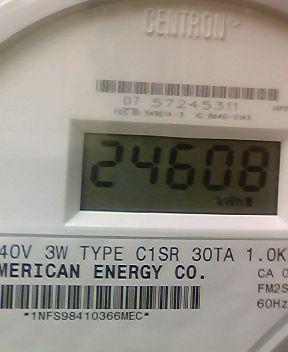 CENTRON
07 57245311
24608
kWh
40V 3W TYPE C1SR 30TA 1.0K
MERICAN ENERGY CO.
CA 0
FM2S
60Hz
*1NFS98410366MEC*